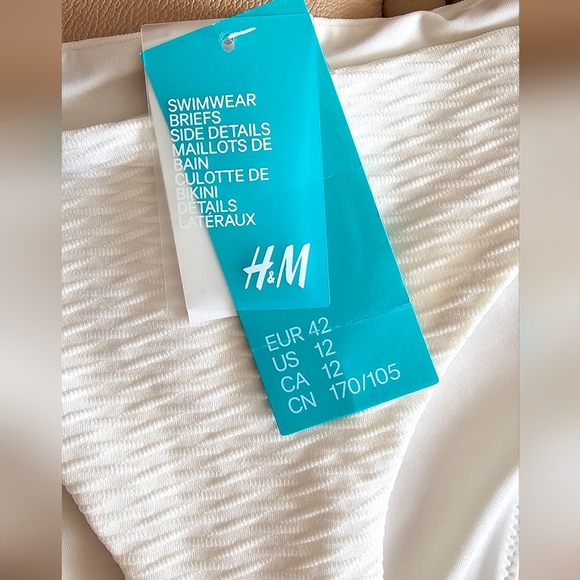 SWIMWEAR
BRIEFS
SIDE DETAILS
MAILLOTS DE
BAIN
CULOTTE DE
BIKINI
DÉTAILS
LATÉRAUX
H&M
EUR 42
US 12
CA 12
CN 170/105